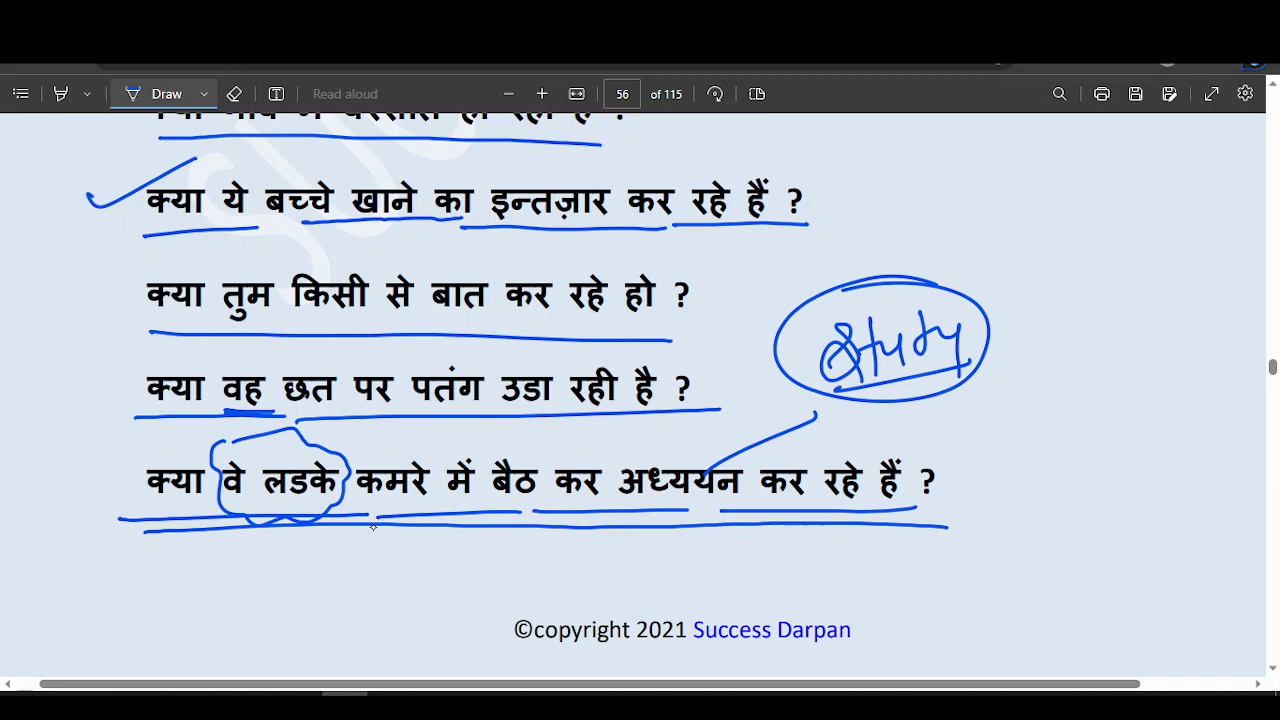 Draw
Read aloud
56 of 115
क्या ये बच्चे खाने का इन्तज़ार कर रहे हैं ?
क्या तुम किसी से बात कर रहे हो ?
Study
क्या वह छत पर पतंग उडा रही है ?
क्या वे लडके कमरे में बैठ कर अध्ययन कर रहे हैं ?
©copyright 2021 Success Darpan